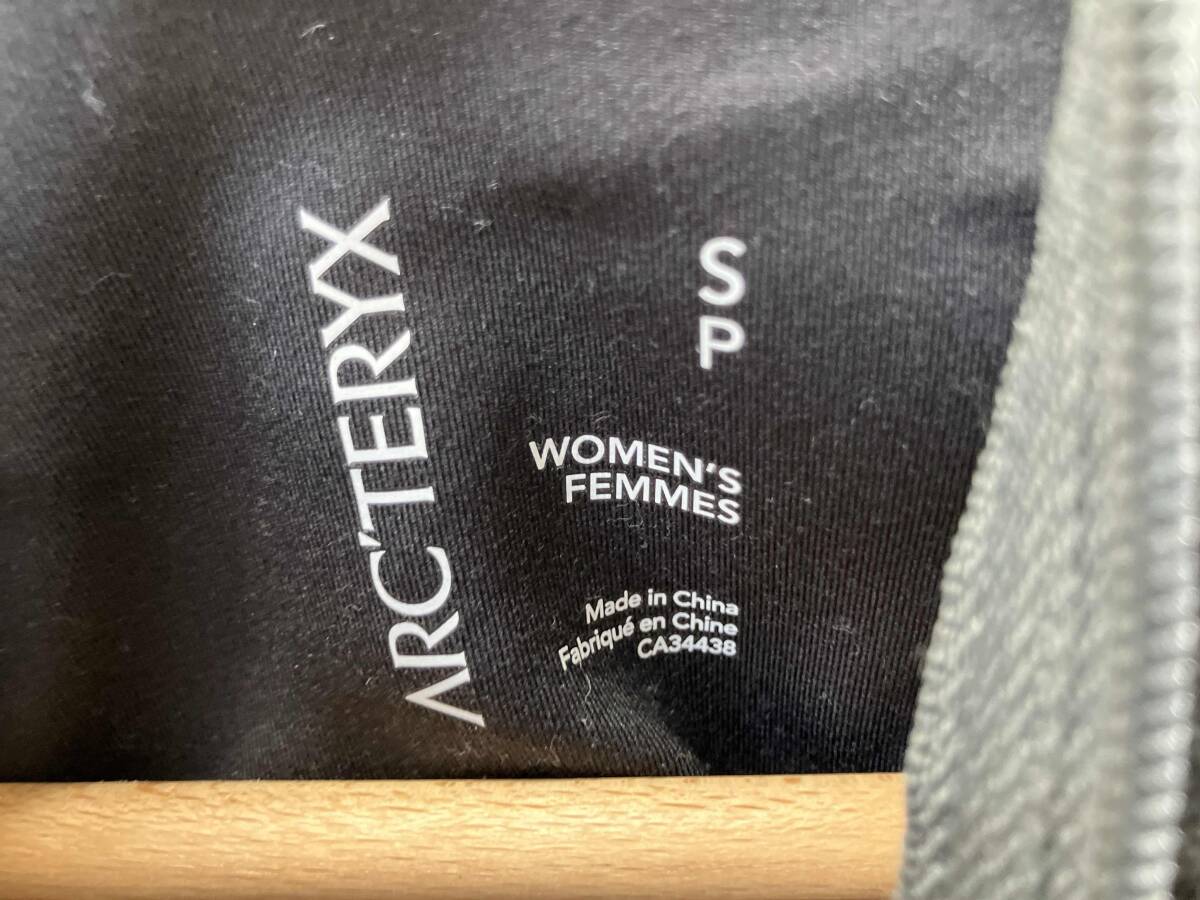 ARC'TERYX
S
P
WOMEN'S
FEMMES
Made in China
Fabriqué en Chine
CA34438